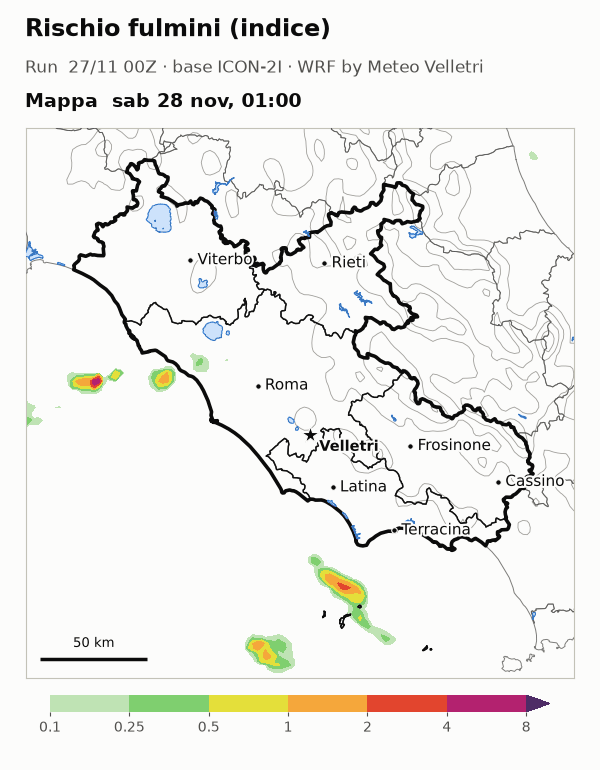 Rischio fulmini (indice)
Run  27/11 00Z · base ICON-2I · WRF by Meteo Velletri
Mappa  sab 28 nov, 01:00
Viterbo
Rieti
Roma
Velletri
Frosinone
Cassino
Latina
Terracina
50 km
0.1 0.25 0.5 1 2 4 8